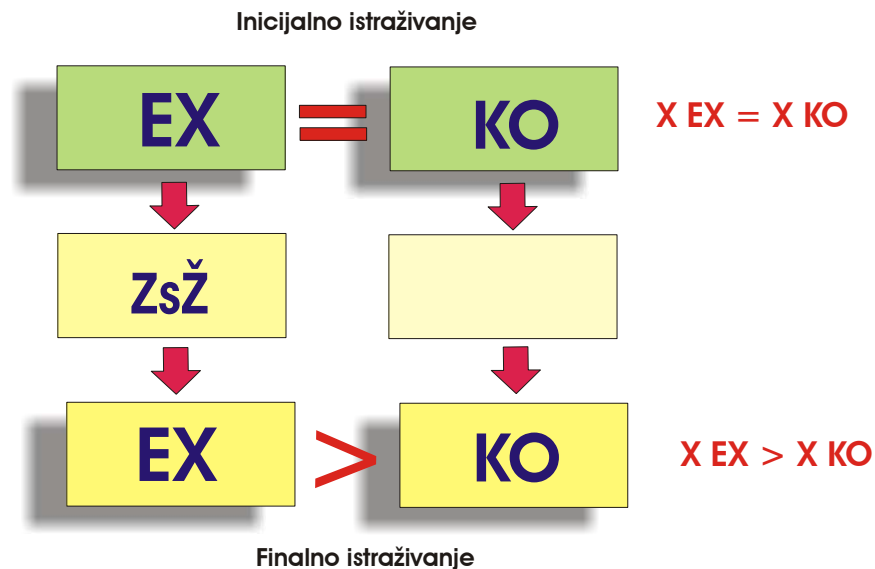 Inicijalno istraživanje
EX = KO
X EX = X KO
ZsŽ
EX > KO
X EX > X KO
Finalno istraživanje